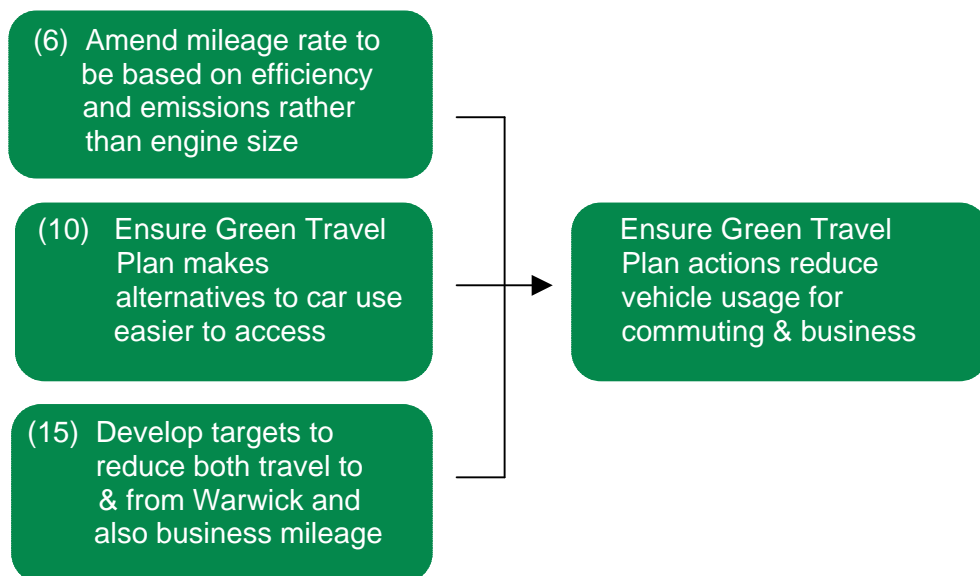 (6) Amend mileage rate to
be based on efficiency
and emissions rather
than engine size
(10) Ensure Green Travel
Plan makes
alternatives to car use
easier to access
(15) Develop targets to
reduce both travel to
& from Warwick and
also business mileage
Ensure Green Travel
Plan actions reduce
vehicle usage for
commuting & business